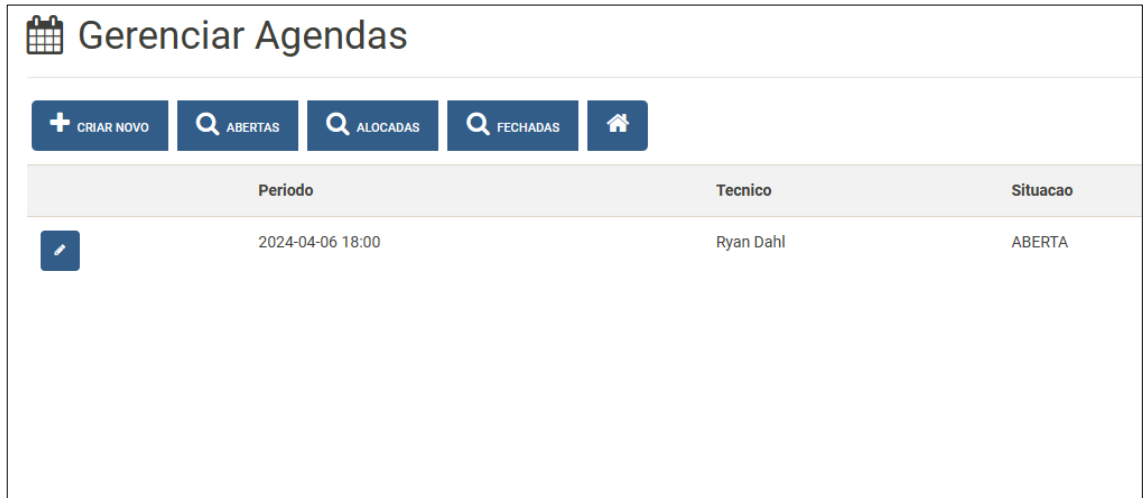 Gerenciar Agendas
CRIAR NOVO ABERTAS ALOCADAS FECHADAS
Periodo Tecnico Situacao
2024-04-06 18:00 Ryan Dahl ABERTA